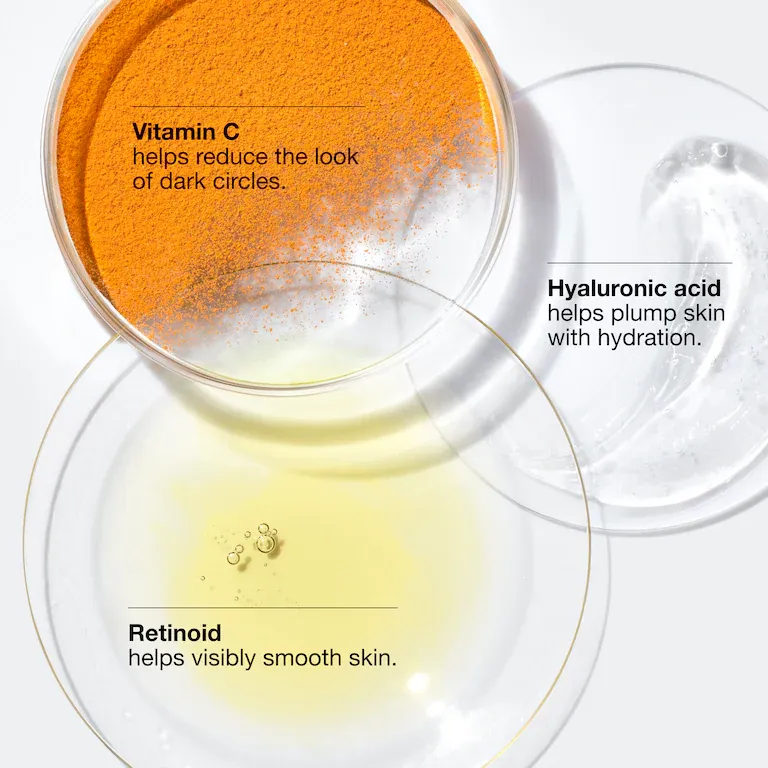 Vitamin C
helps reduce the look
of dark circles.
Hyaluronic acid
helps plump skin
with hydration.
Retinoid
helps visibly smooth skin.